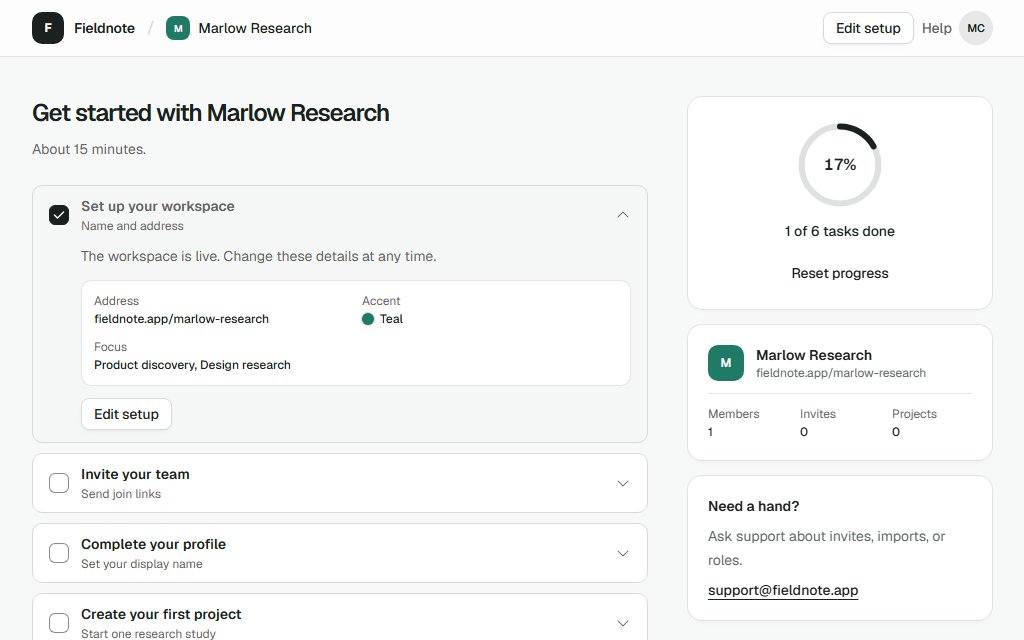 F Fieldnote / M Marlow Research
Edit setup Help MC
Get started with Marlow Research
About 15 minutes.
Set up your workspace
Name and address
The workspace is live. Change these details at any time.
Address
fieldnote.app/marlow-research
Accent
Teal
Focus
Product discovery, Design research
Edit setup
Invite your team
Send join links
Complete your profile
Set your display name
Create your first project
Start one research study
17%
1 of 6 tasks done
Reset progress
M
Marlow Research
fieldnote.app/marlow-research
Members
1
Invites
0
Projects
0
Need a hand?
Ask support about invites, imports, or
roles.
support@fieldnote.app